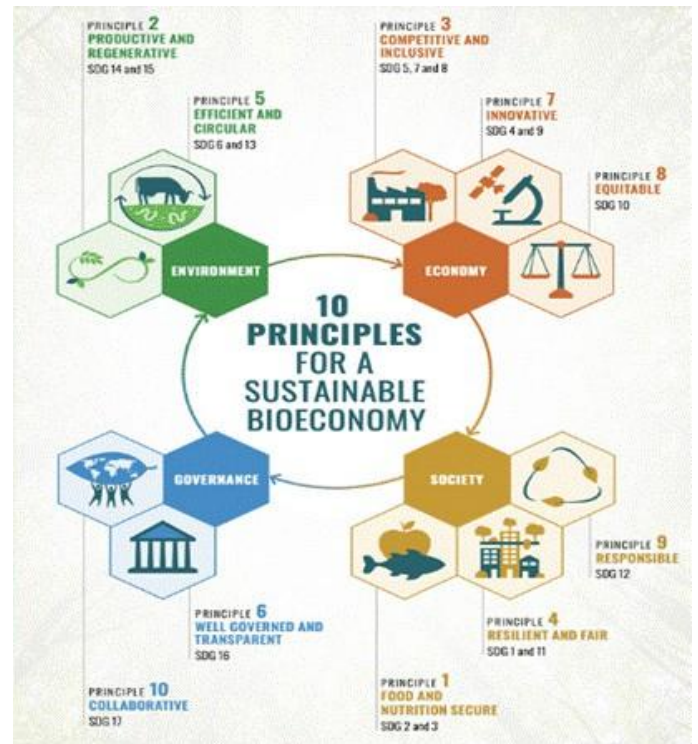 PRINCIPLE 2
PRODUCTIVE AND
REGENERATIVE
SDG 14 and 15
PRINCIPLE 3
COMPETITIVE AND
INCLUSIVE
SDG 5, 7 and 8
PRINCIPLE 5
EFFICIENT AND
CIRCULAR
SDG 6 and 13
PRINCIPLE 7
INNOVATIVE
SDG 4 and 9
PRINCIPLE 8
EQUITABLE
SDG 10
ENVIRONMENT
ECONOMY
10
PRINCIPLES
FOR A
SUSTAINABLE
BIOECONOMY
GOVERNANCE
SOCIETY
PRINCIPLE 9
RESPONSIBLE
SDG 12
PRINCIPLE 6
WELL GOVERNED AND
TRANSPARENT
SDG 16
PRINCIPLE 4
RESILIENT AND FAIR
SDG 1 and 11
PRINCIPLE 10
COLLABORATIVE
SDG 17
PRINCIPLE 1
FOOD AND
NUTRITION SECURE
SDG 2 and 3